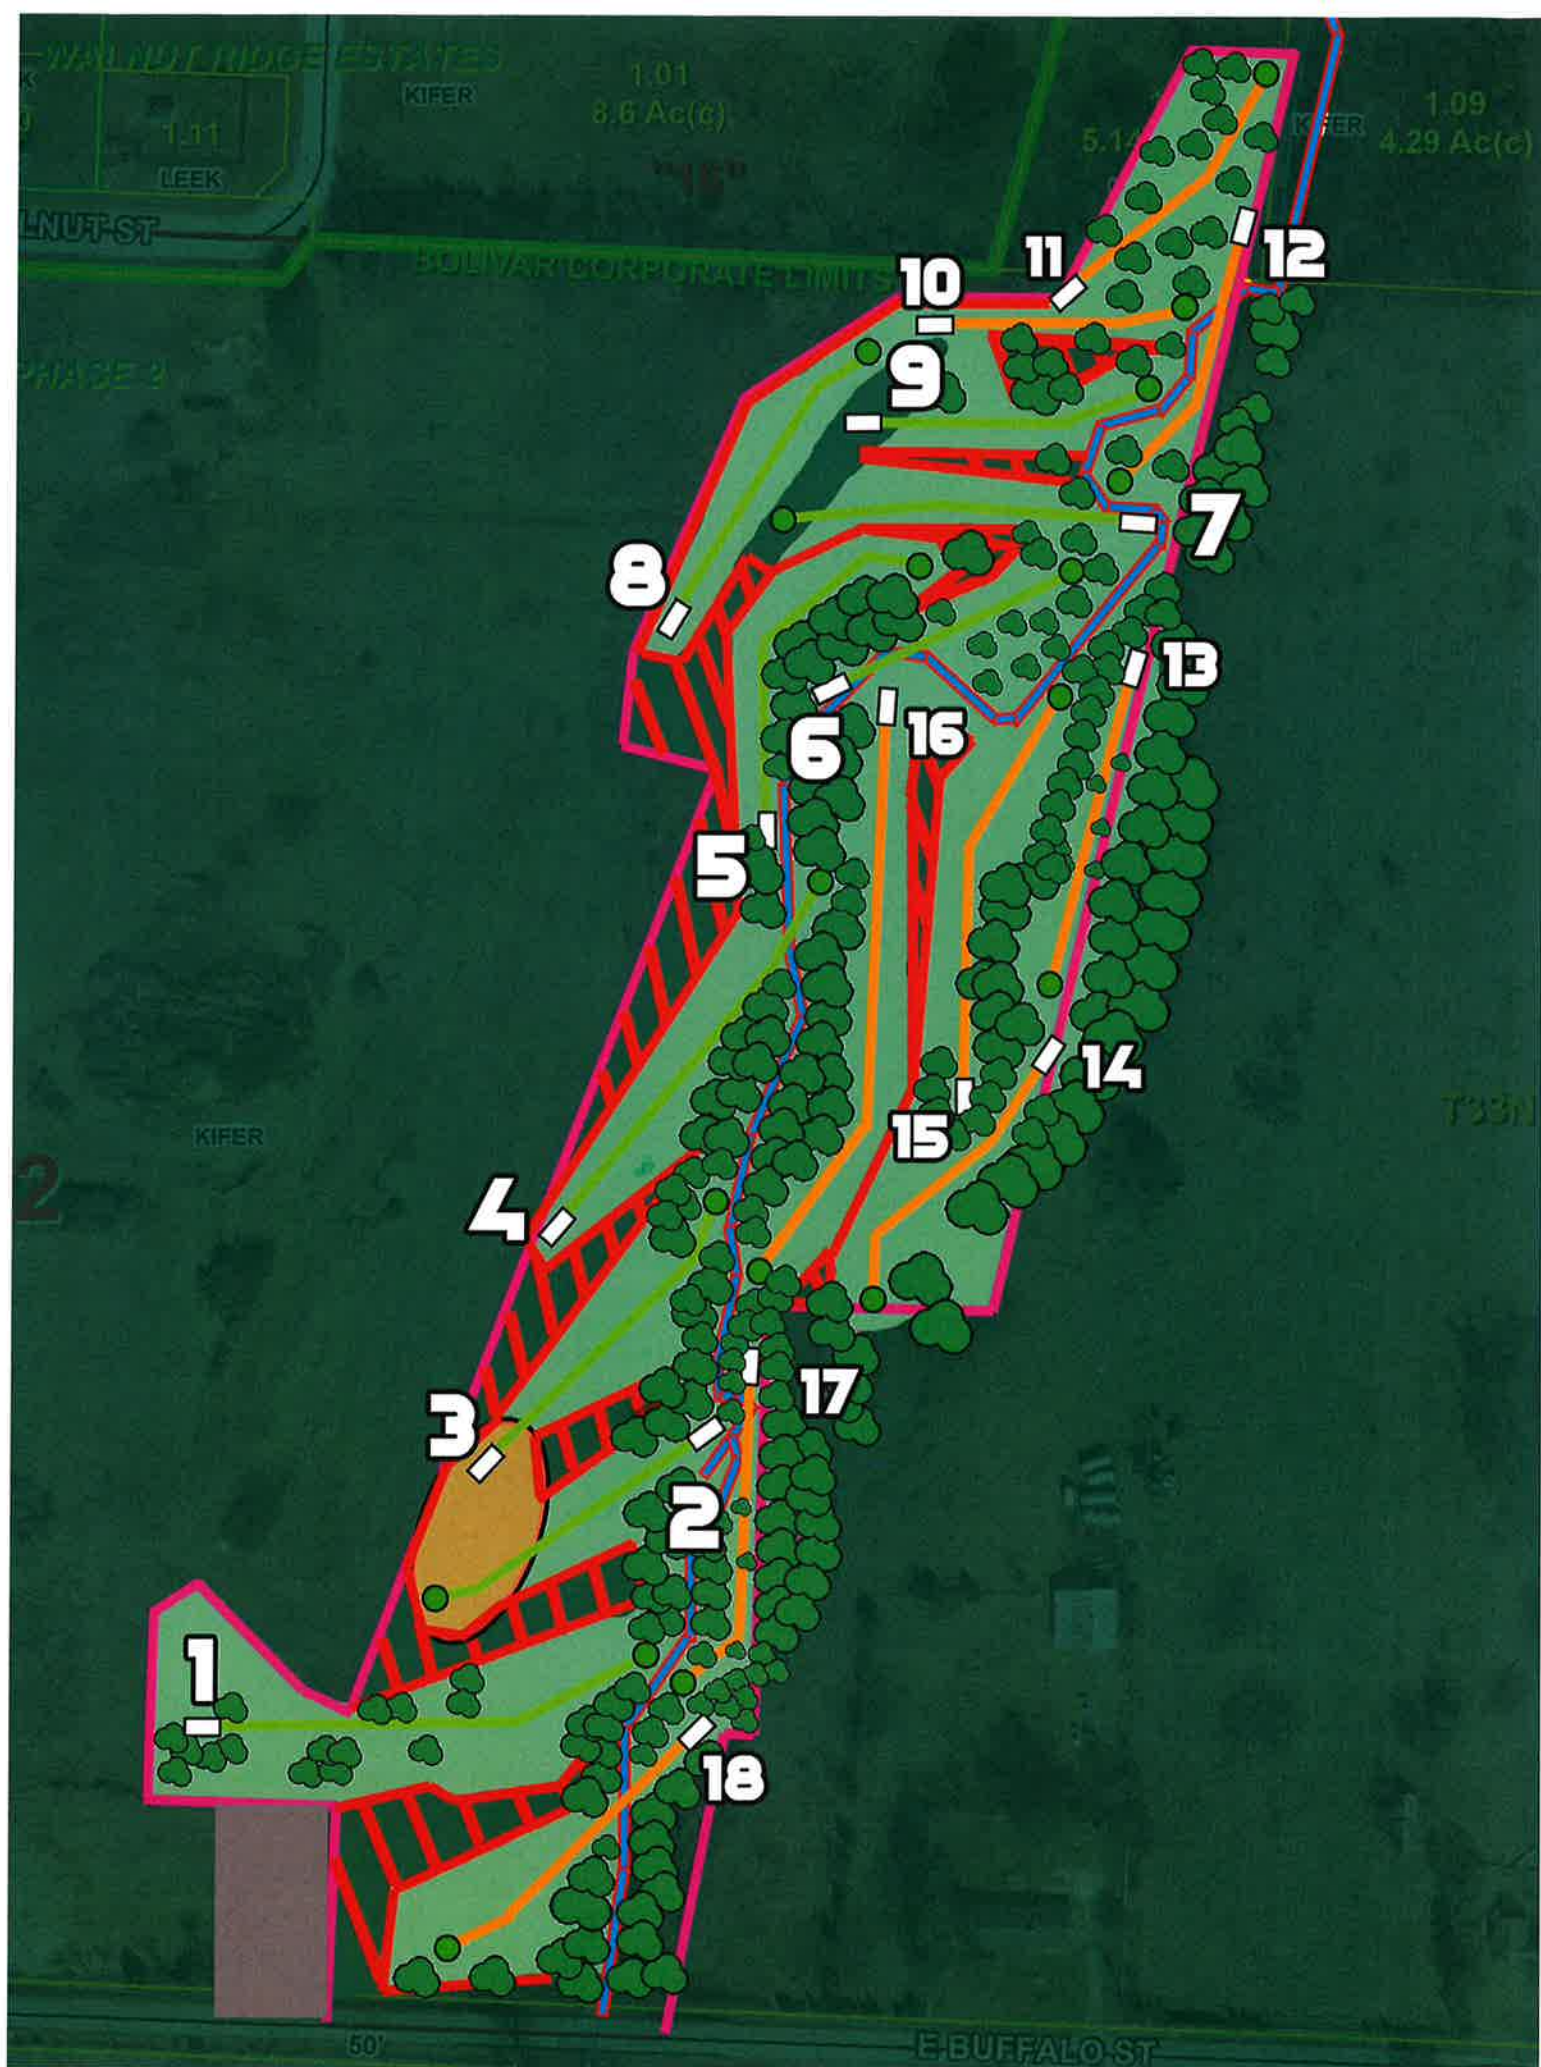 WALNUT RIDGE ESTATES
KIFER
1.01
8.6 Ac(c)
1.11
LEEK
"16"
5.14
KIFER
1.09
4.29 Ac(c)
LNUT ST
BOLIVAR CORPORATE LIMITS
11
12
10
9
PHASE 2
8
7
13
6
16
5
14
15
T33N
KIFER
2
4
3
17
2
1
18
50'
E BUFFALO ST